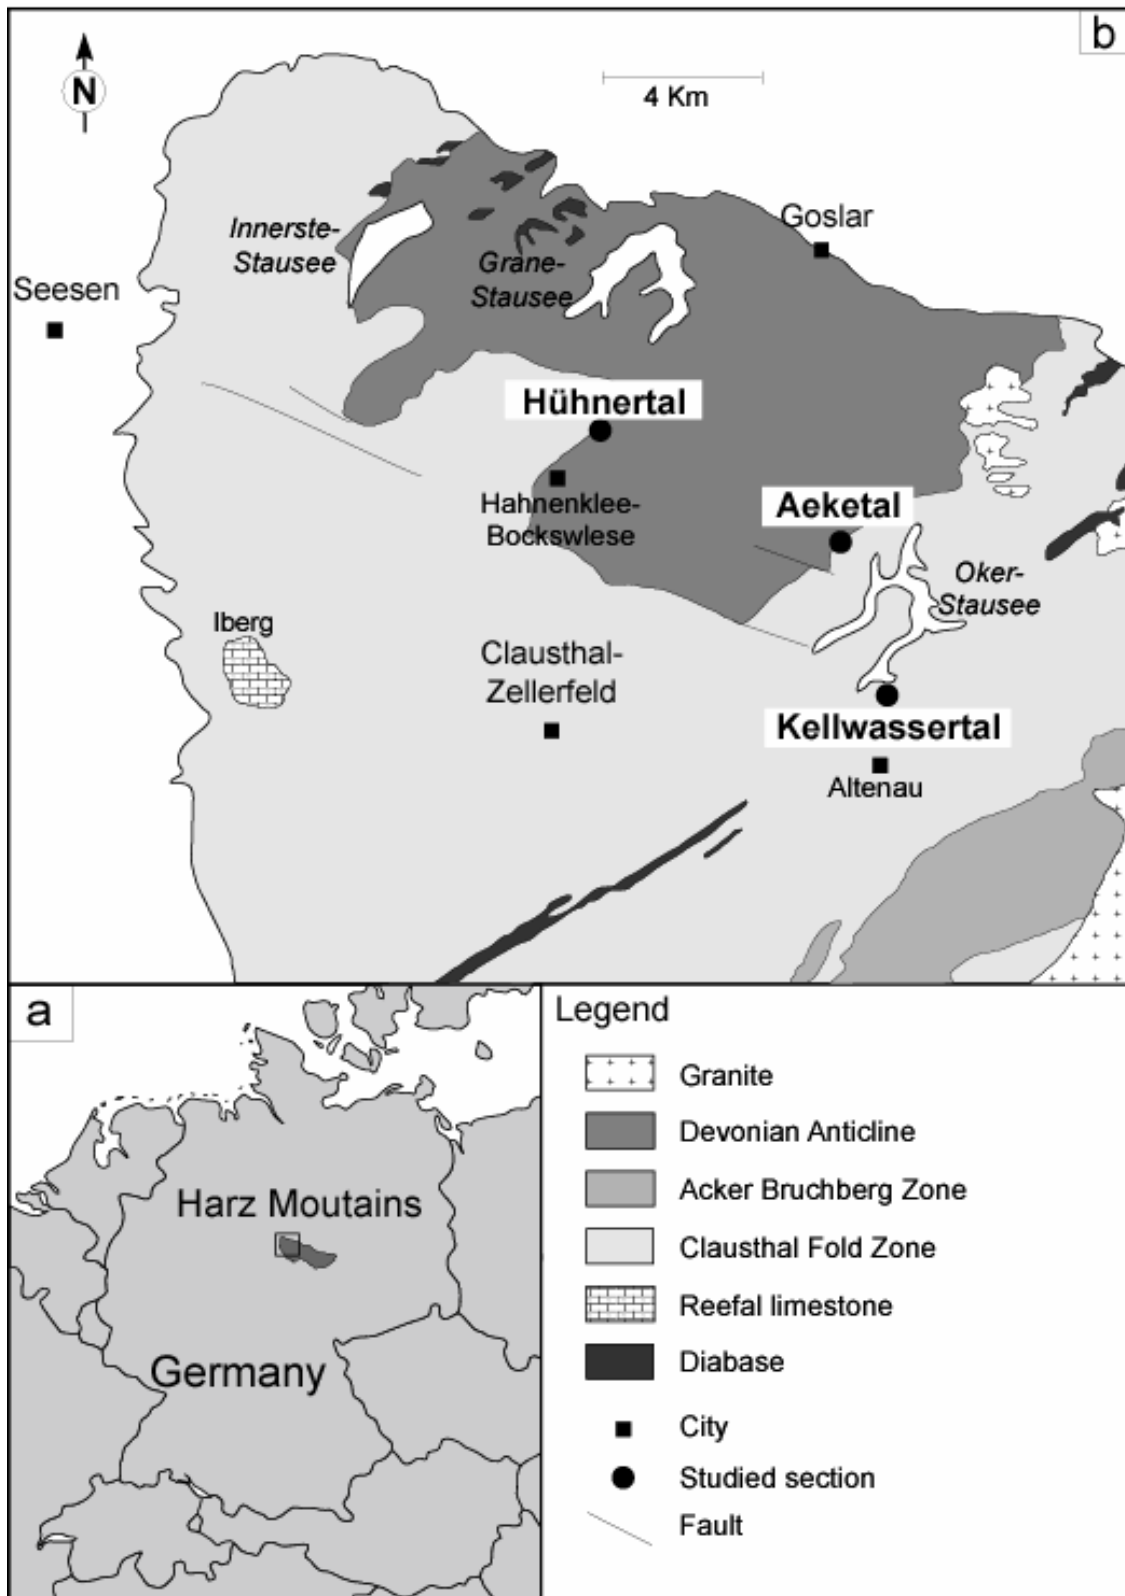 b
N
4 Km
Goslar
Innerste-
Stausee
Grane-
Stausee
Seesen
Hühnertal
Hahnenklee-
Bockswlese
Aeketal
Oker-
Stausee
Iberg
Clausthal-
Zellerfeld
Kellwassertal
Altenau
a
Harz Moutains
Germany
Legend
Granite
Devonian Anticline
Acker Bruchberg Zone
Clausthal Fold Zone
Reefal limestone
Diabase
City
Studied section
Fault